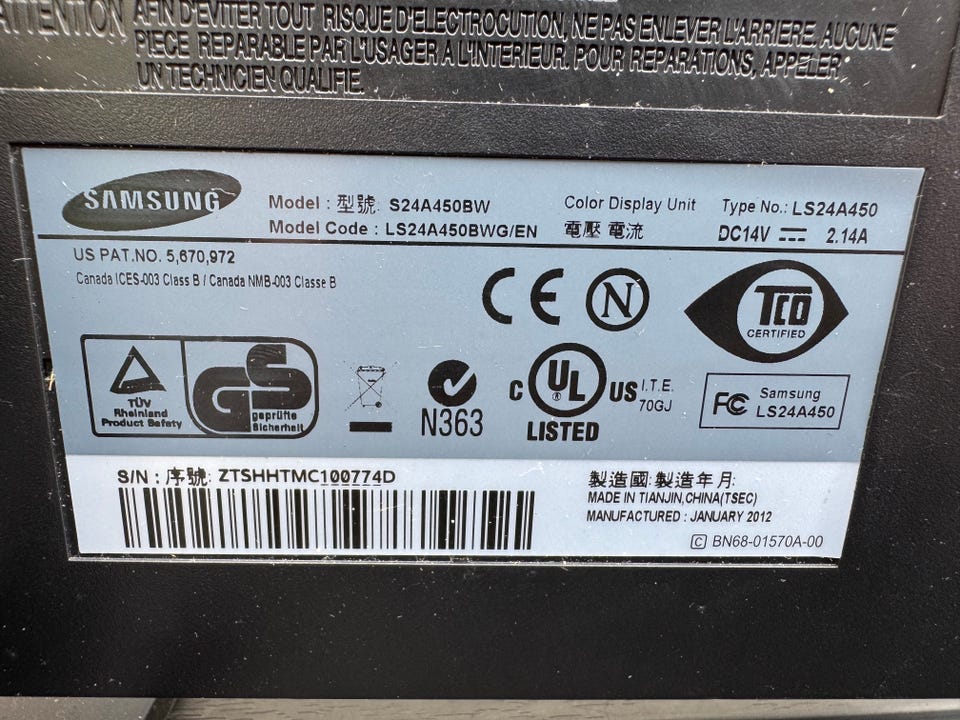 ATTENTION AFIN D'EVITER TOUT RISQUE D'ELECTROCUTION, NE PAS ENLEVER L'ARRIERE. AUCUNE
PIECE REPARABLE PAR L'USAGER A L'INTERIEUR. POUR REPARATIONS, APPELER
UN TECHNICIEN QUALIFIE.
SAMSUNG
Model : 型號: S24A450BW
Model Code : LS24A450BWG/EN
Color Display Unit
電壓 電流
Type No.: LS24A450
DC14V 2.14A
US PAT.NO. 5,670,972
Canada ICES-003 Class B / Canada NMB-003 Classe B
CE N
TCO
CERTIFIED
TÜV
Rheinland
Product Safety
GS
geprüfte
Sicherheit
N363
C UL ® US
LISTED
I.T.E.
70GJ
FC Samsung
LS24A450
S/N : 序號: ZTSHHTMC100774D
製造國:製造年月:
MADE IN TIANJIN,CHINA(TSEC)
MANUFACTURED : JANUARY 2012
C BN68-01570A-00